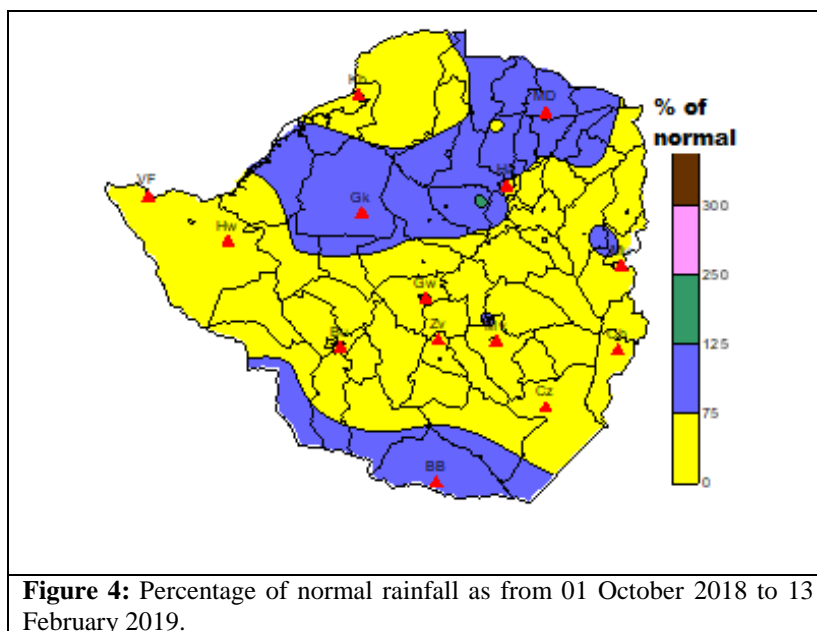 % of
normal
300
250
125
75
0
MD
VF
Gk
Hw
Gw
Zv
Cz
BB
Figure 4: Percentage of normal rainfall as from 01 October 2018 to 13
February 2019.